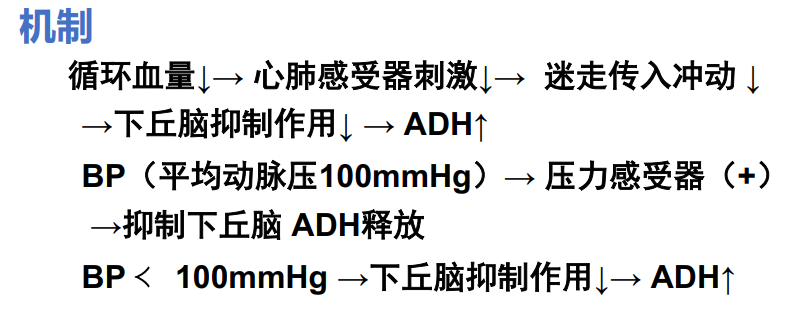 机制
循环血量↓→ 心肺感受器刺激↓→ 迷走传入冲动 ↓
→下丘脑抑制作用↓ → ADH↑
BP（平均动脉压100mmHg）→ 压力感受器（+）
→抑制下丘脑 ADH释放
BP＜ 100mmHg →下丘脑抑制作用↓→ ADH↑